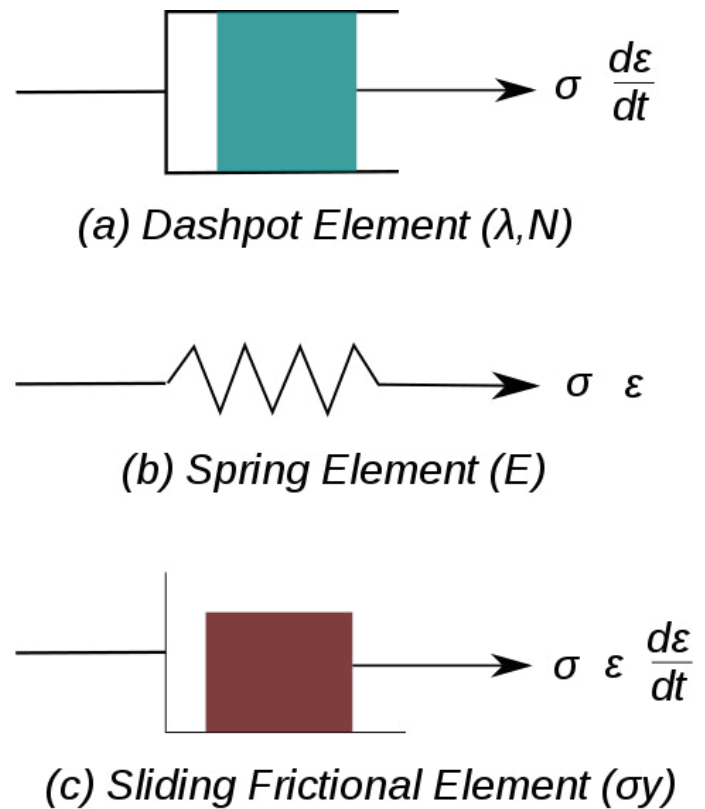 σ dε/dt
(a) Dashpot Element (λ,N)
σ ε
(b) Spring Element (E)
σ ε dε/dt
(c) Sliding Frictional Element (σy)